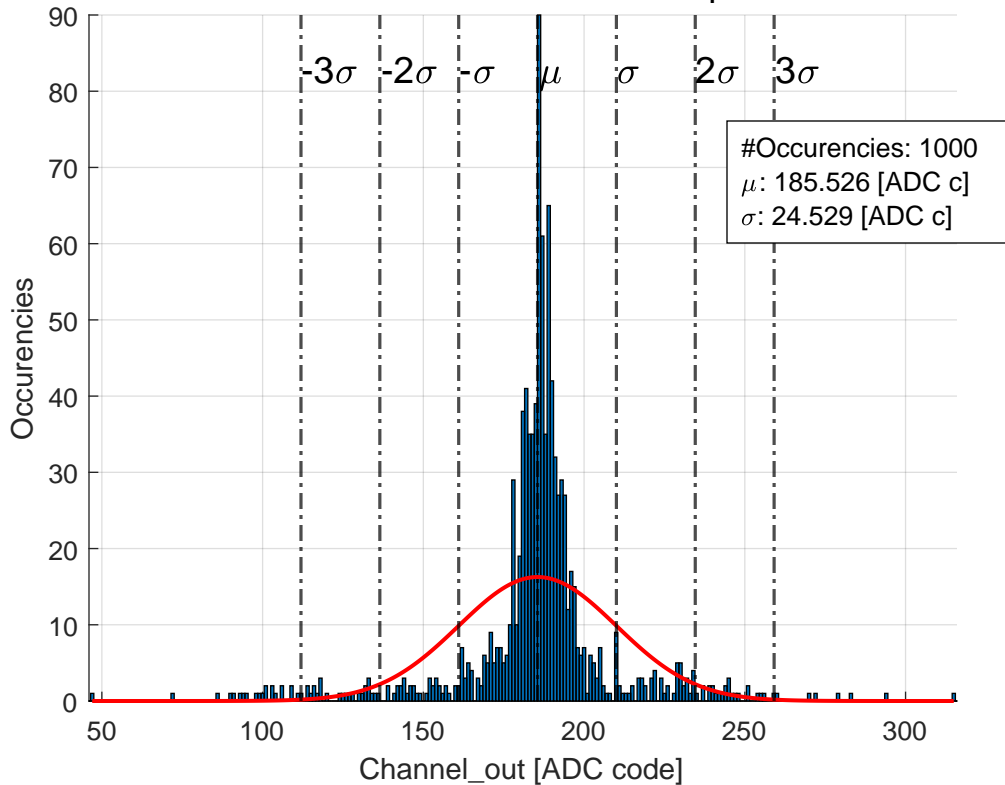 90
80
70
60
50
40
30
20
10
0
Occurencies
-3σ -2σ -σ μ σ 2σ 3σ
#Occurencies: 1000
μ: 185.526 [ADC c]
σ: 24.529 [ADC c]
50 100 150 200 250 300
Channel_out [ADC code]